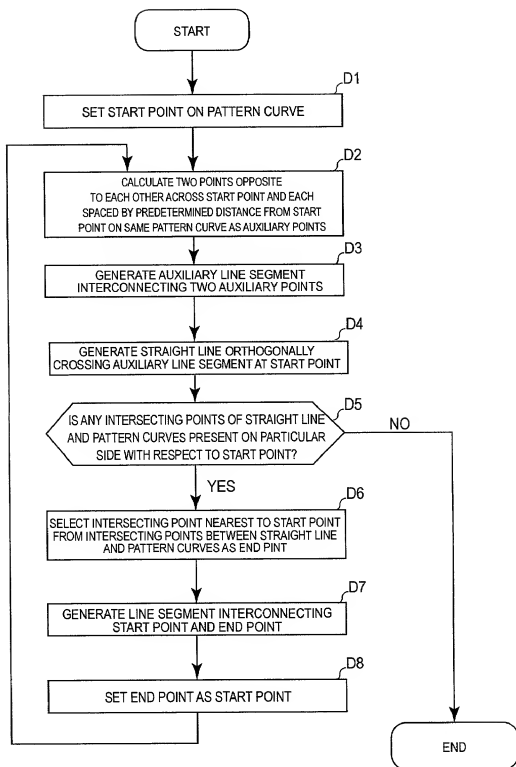 START
D1
SET START POINT ON PATTERN CURVE
D2
CALCULATE TWO POINTS OPPOSITE
TO EACH OTHER ACROSS START POINT AND EACH
SPACED BY PREDETERMINED DISTANCE FROM START
POINT ON SAME PATTERN CURVE AS AUXILIARY POINTS
D3
GENERATE AUXILIARY LINE SEGMENT
INTERCONNECTING TWO AUXILIARY POINTS
D4
GENERATE STRAIGHT LINE ORTHOGONALLY
CROSSING AUXILIARY LINE SEGMENT AT START POINT
D5
IS ANY INTERSECTING POINTS OF STRAIGHT LINE
AND PATTERN CURVES PRESENT ON PARTICULAR
SIDE WITH RESPECT TO START POINT?
NO
YES
D6
SELECT INTERSECTING POINT NEAREST TO START POINT
FROM INTERSECTING POINTS BETWEEN STRAIGHT LINE
AND PATTERN CURVES AS END PINT
D7
GENERATE LINE SEGMENT INTERCONNECTING
START POINT AND END POINT
D8
SET END POINT AS START POINT
END